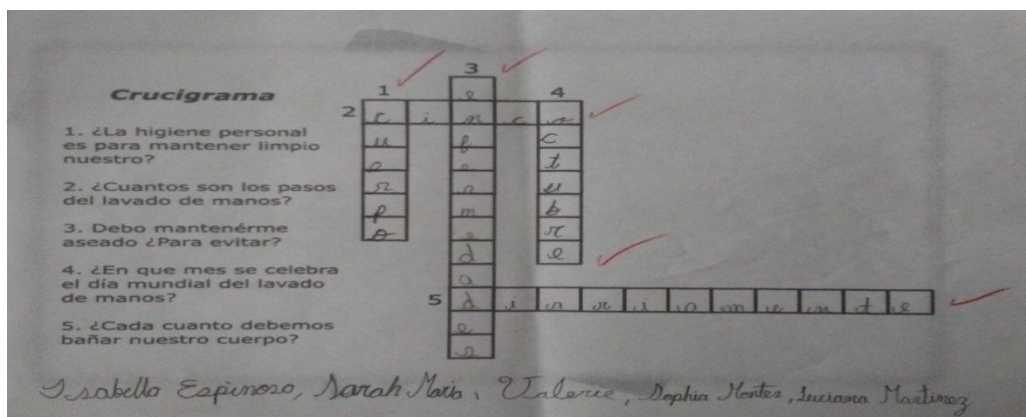 Crucigrama
1. ¿La higiene personal
es para mantener limpio
nuestro?
2. ¿Cuantos son los pasos
del lavado de manos?
3. Debo mantenérme
aseado ¿Para evitar?
4. ¿En que mes se celebra
el día mundial del lavado
de manos?
5. ¿Cada cuanto debemos
bañar nuestro cuerpo?
1
cuerpo
2
cinco
3
enfermedades
4
octubre
5
diariamente
Isabella Espinosa, Sarah María, Valerie, Sophia Montes, Luciana Martinez